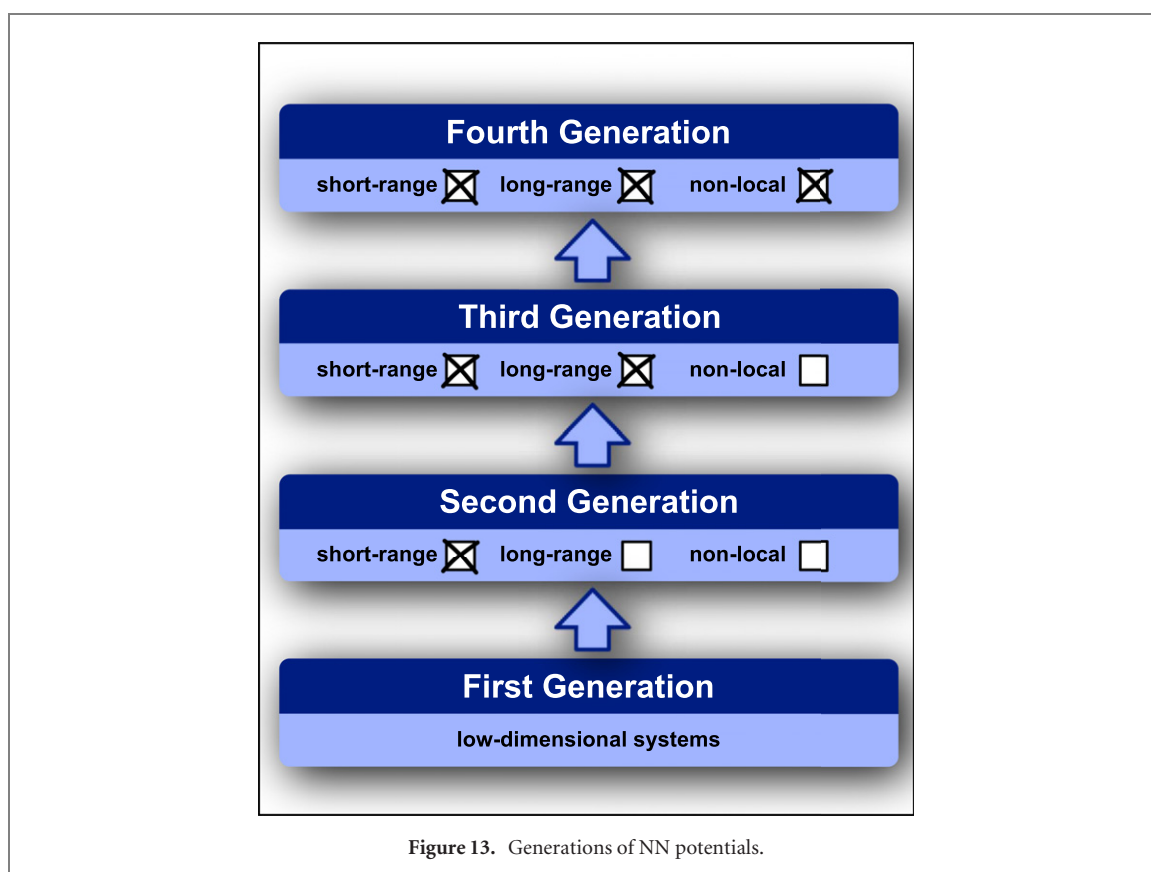 Fourth Generation
short-range long-range non-local
Third Generation
short-range long-range non-local
Second Generation
short-range long-range non-local
First Generation
low-dimensional systems
Figure 13. Generations of NN potentials.